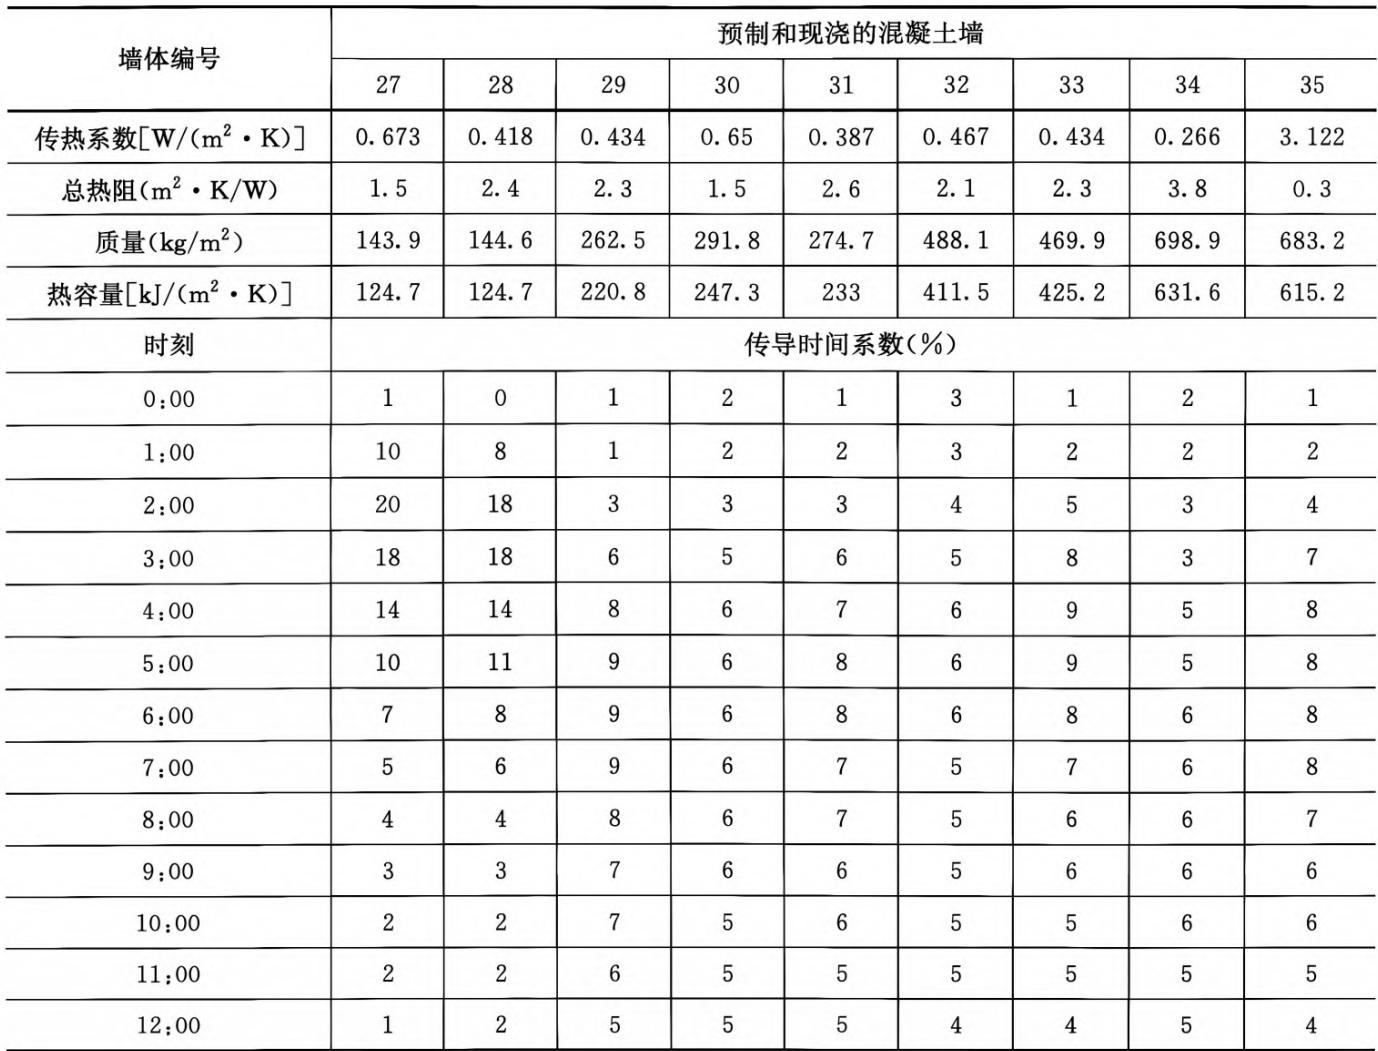 墙体编号 预制和现浇的混凝土墙
27 28 29 30 31 32 33 34 35
传热系数[W/(m²·K)] 0.673 0.418 0.434 0.65 0.387 0.467 0.434 0.266 3.122
总热阻(m²·K/W) 1.5 2.4 2.3 1.5 2.6 2.1 2.3 3.8 0.3
质量(kg/m²) 143.9 144.6 262.5 291.8 274.7 488.1 469.9 698.9 683.2
热容量[kJ/(m²·K)] 124.7 124.7 220.8 247.3 233 411.5 425.2 631.6 615.2
时刻 传导时间系数(%)
0:00 1 0 1 2 1 3 1 2 1
1:00 10 8 1 2 2 3 2 2 2
2:00 20 18 3 3 3 4 5 3 4
3:00 18 18 6 5 6 5 8 3 7
4:00 14 14 8 6 7 6 9 5 8
5:00 10 11 9 6 8 6 9 5 8
6:00 7 8 9 6 8 6 8 6 8
7:00 5 6 9 6 7 5 7 6 8
8:00 4 4 8 6 7 5 6 6 7
9:00 3 3 7 6 6 5 6 6 6
10:00 2 2 7 5 6 5 5 6 6
11:00 2 2 6 5 5 5 5 5 5
12:00 1 2 5 5 5 4 4 5 4